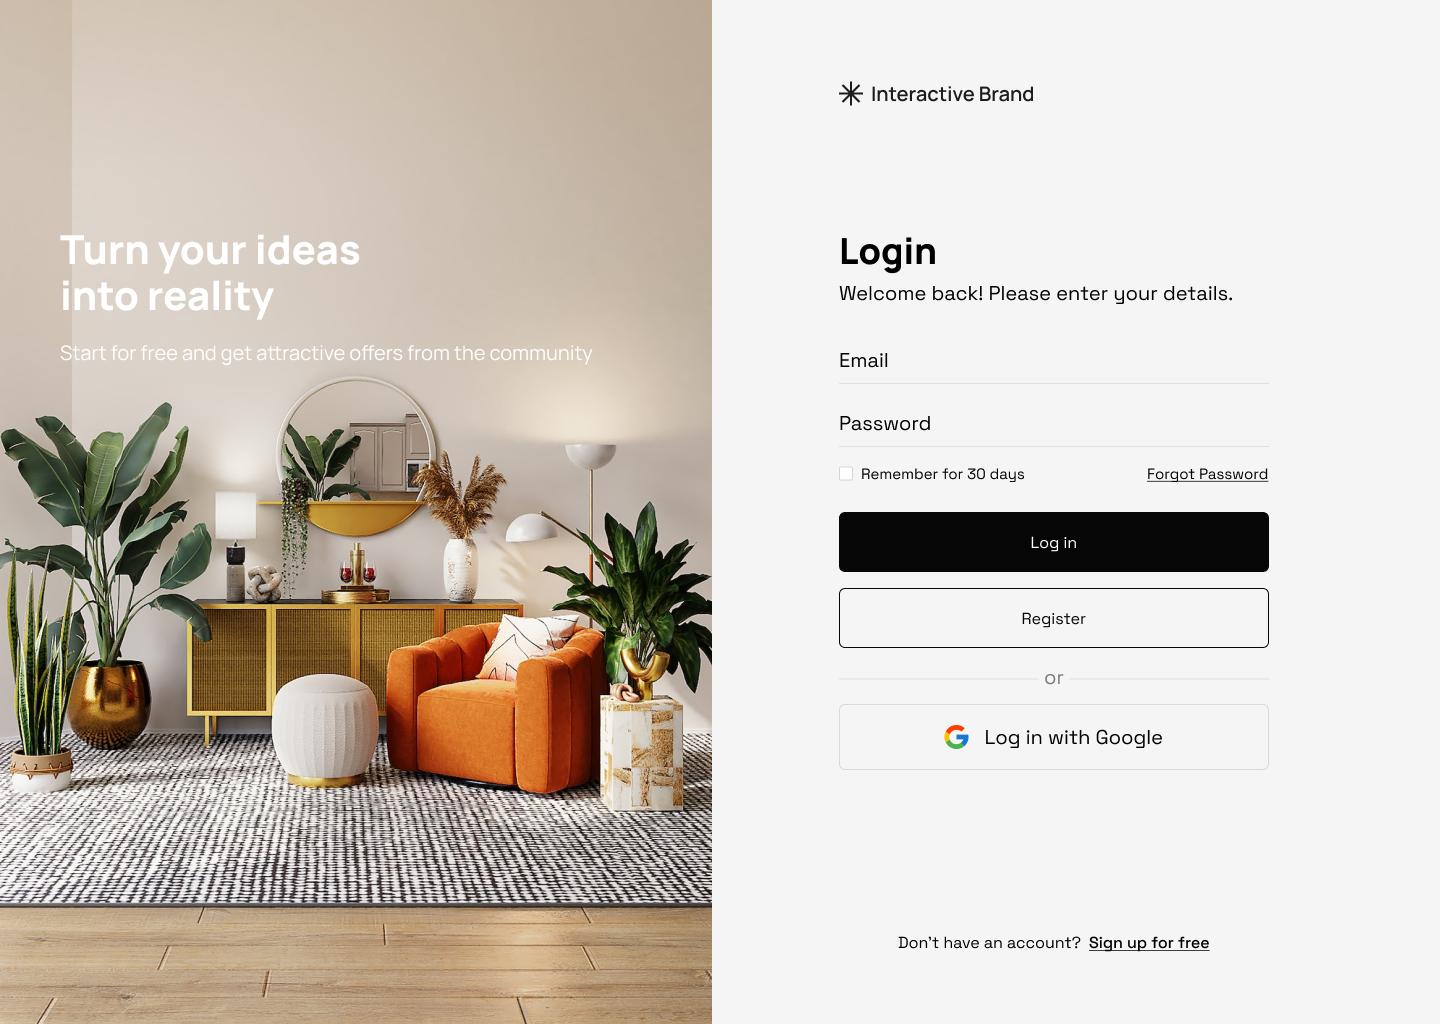 Turn your ideas
into reality
Start for free and get attractive offers from the community
Interactive Brand
Login
Welcome back! Please enter your details.
Email
Password
Remember for 30 days
Forgot Password
Log in
Register
or
Log in with Google
Don't have an account? Sign up for free